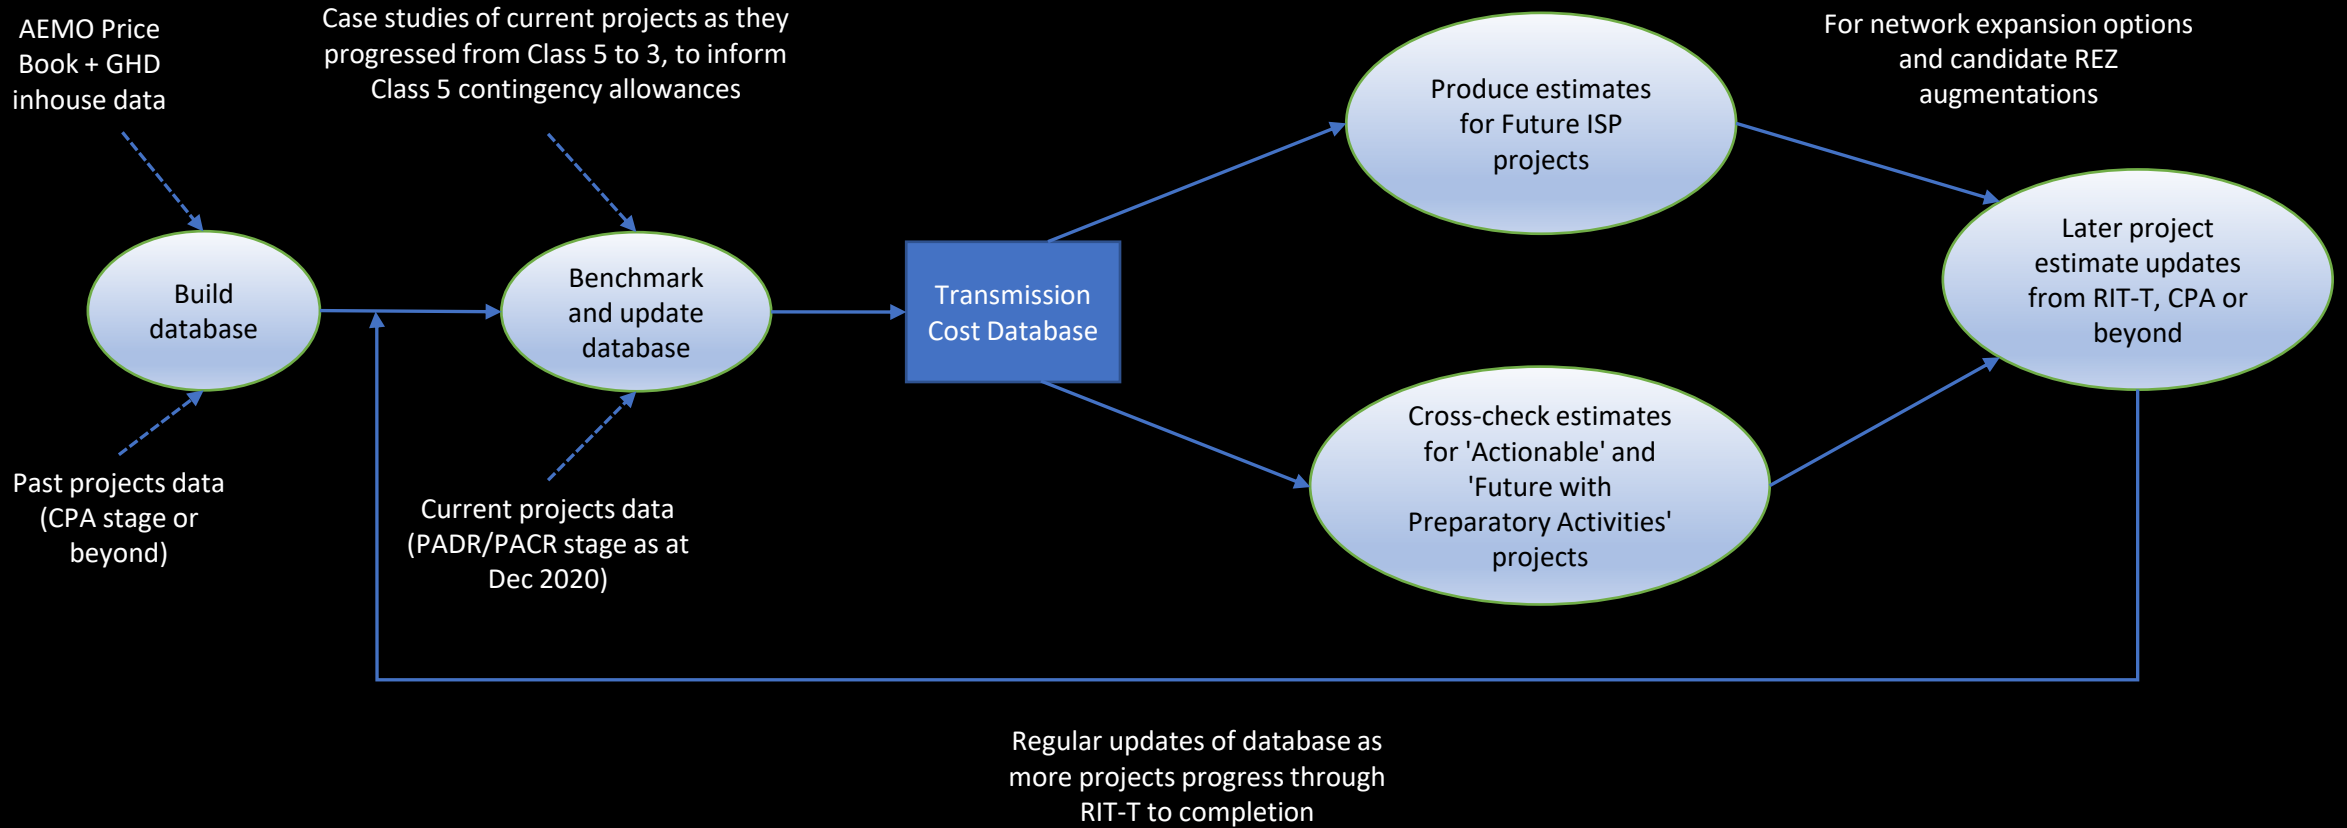 AEMO Price
Book + GHD
inhouse data
Case studies of current projects as they
progressed from Class 5 to 3, to inform
Class 5 contingency allowances
For network expansion options
and candidate REZ
augmentations
Produce estimates
for Future ISP
projects
Build
database
Benchmark
and update
database
Transmission
Cost Database
Later project
estimate updates
from RIT-T, CPA or
beyond
Cross-check estimates
for 'Actionable' and
'Future with
Preparatory Activities'
projects
Past projects data
(CPA stage or
beyond)
Current projects data
(PADR/PACR stage as at
Dec 2020)
Regular updates of database as
more projects progress through
RIT-T to completion